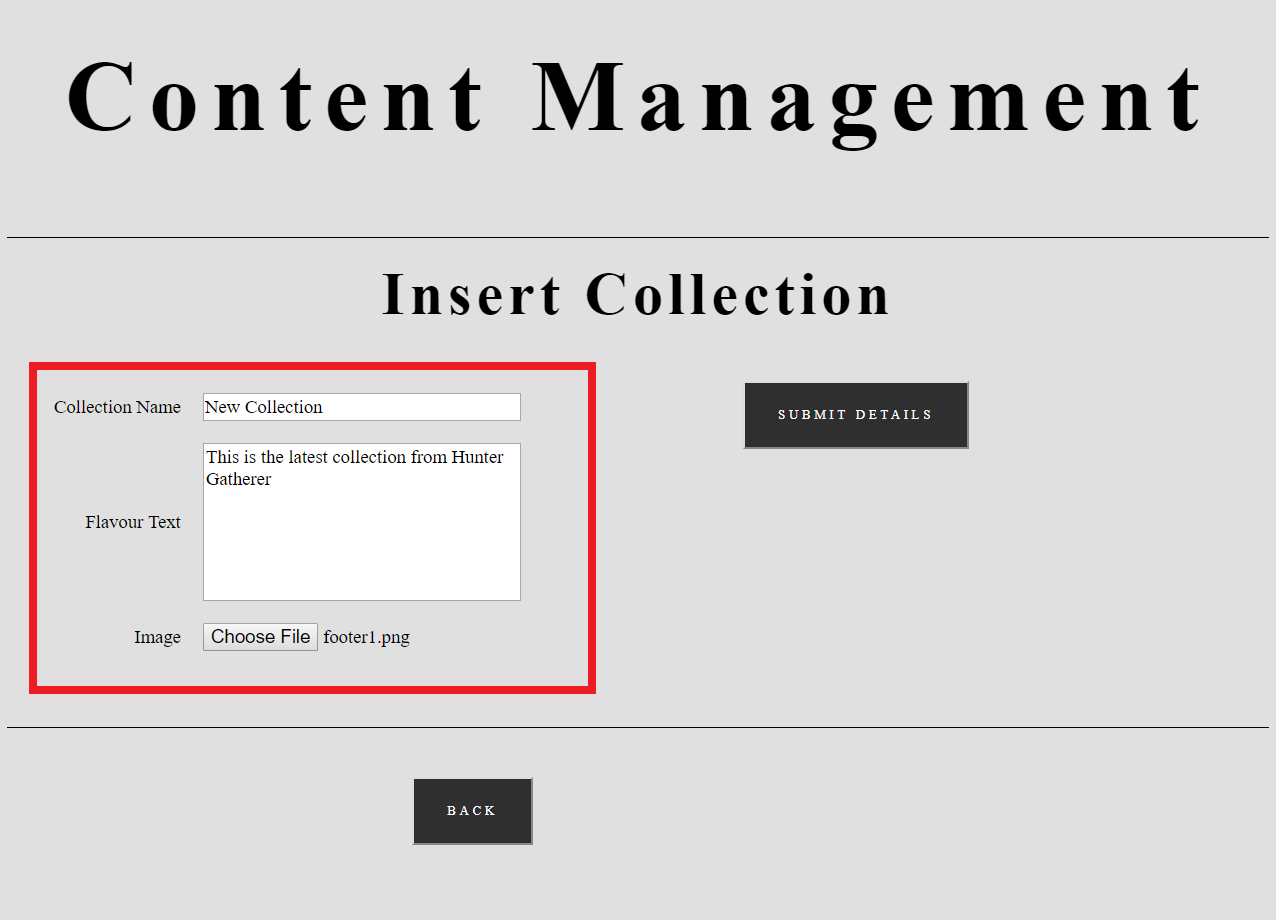 Content Management
Insert Collection
Collection Name
New Collection
SUBMIT DETAILS
Flavour Text
This is the latest collection from Hunter
Gatherer
Image
Choose File footer1.png
BACK